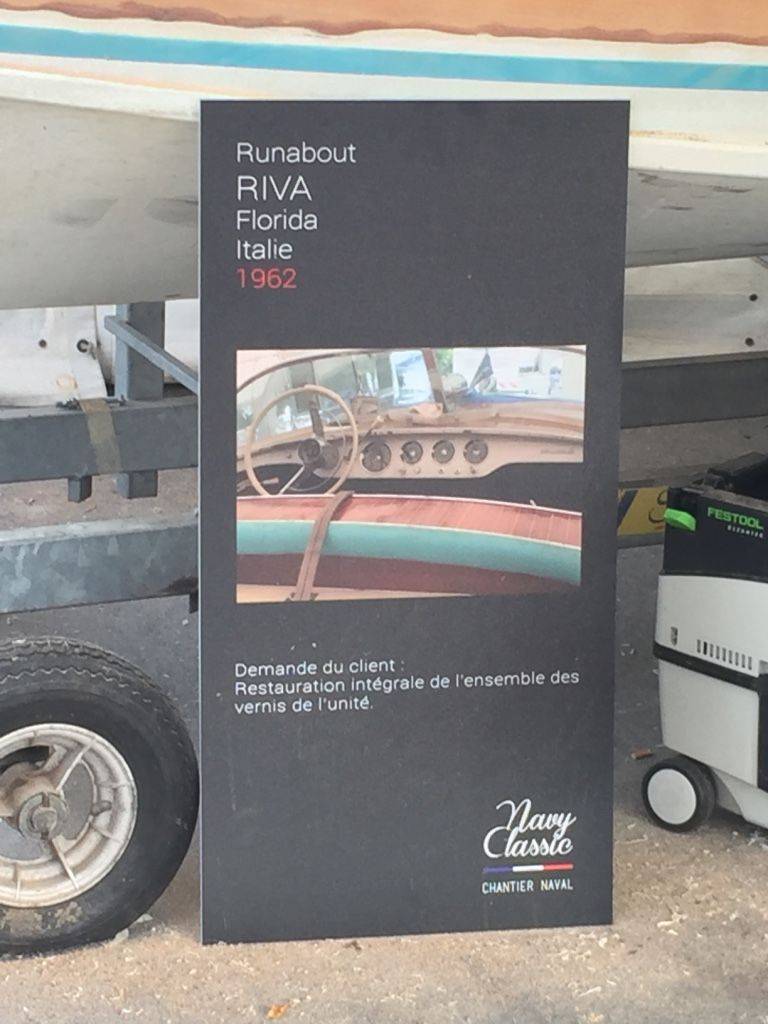 Runabout
RIVA
Florida
Italie
1962
Demande du client :
Restauration intégrale de l'ensemble des
vernis de l'unité.
Navy
Classic
CHANTIER NAVAL
FESTOOL